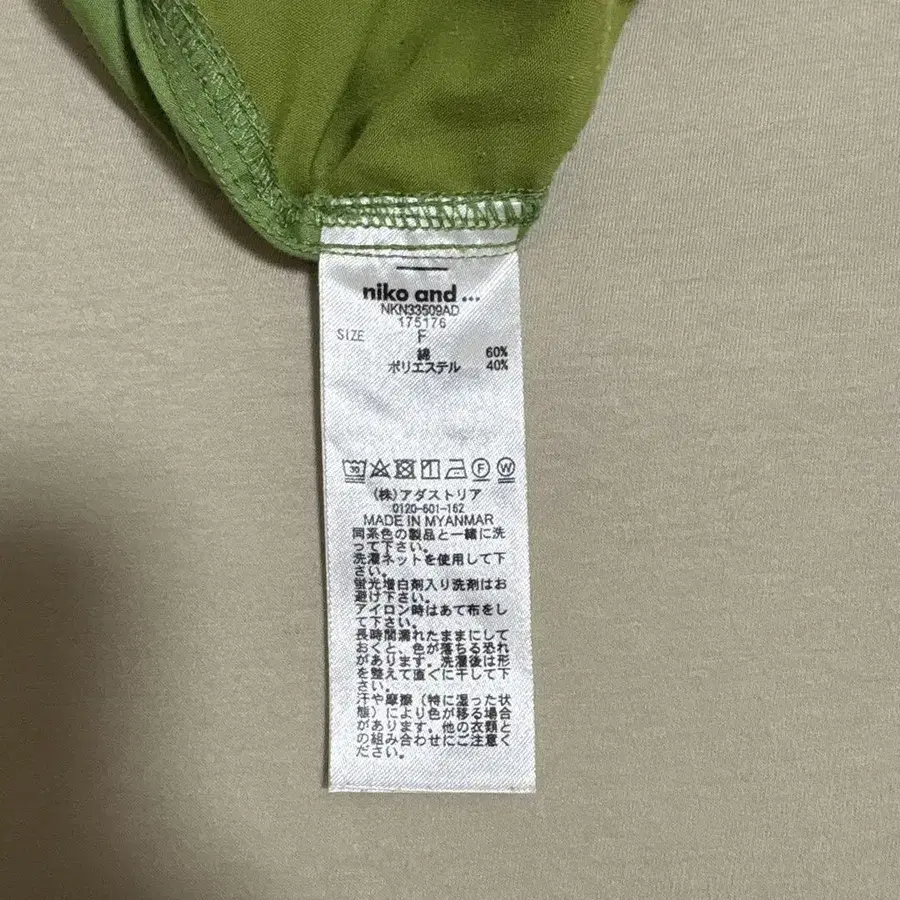 niko and ...
NKN33509AD
175176
SIZE F
綿 60%
ポリエステル 40%
30 F W
(株)アダストリア
0120-601-162
MADE IN MYANMAR
同系色の製品と一緒に洗
って下さい。
洗濯ネットを使用して下
さい。
蛍光増白剤入り洗剤はお
避け下さい。
アイロン時はあて布をし
て下さい。
長時間濡れたままにして
おくと、色が落ちる恐れ
があります。洗濯後は形
を整えて直ぐに干して下
さい。
汗や摩擦(特に湿った状
態)により色が移る場合
があります。他の衣類と
の組み合わせにご注意く
ださい。